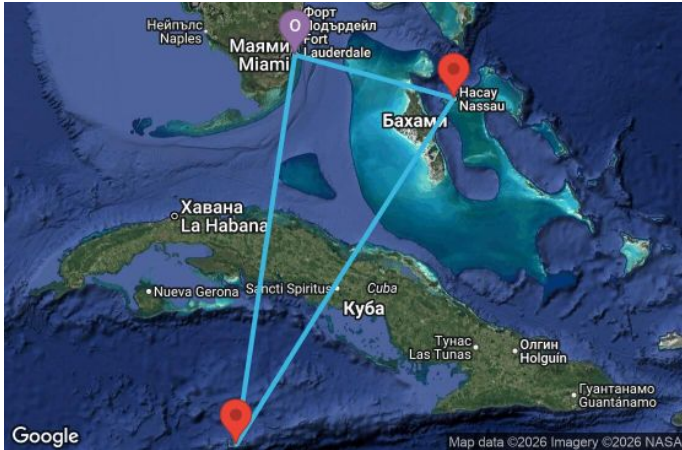 Нейпълс
Naples
O
Форт
Лодърдейл
Fort
Lauderdale
Маями
Miami
Насау
Nassau
Бахами
Хавана
La Habana
Nueva Gerona
Sancti Spiritus
Cuba
Куба
Тунас
Las Tunas
Олгин
Holguín
Гуантанамо
Guantánamo
Google
Map data ©2026 Imagery ©2026 NASA